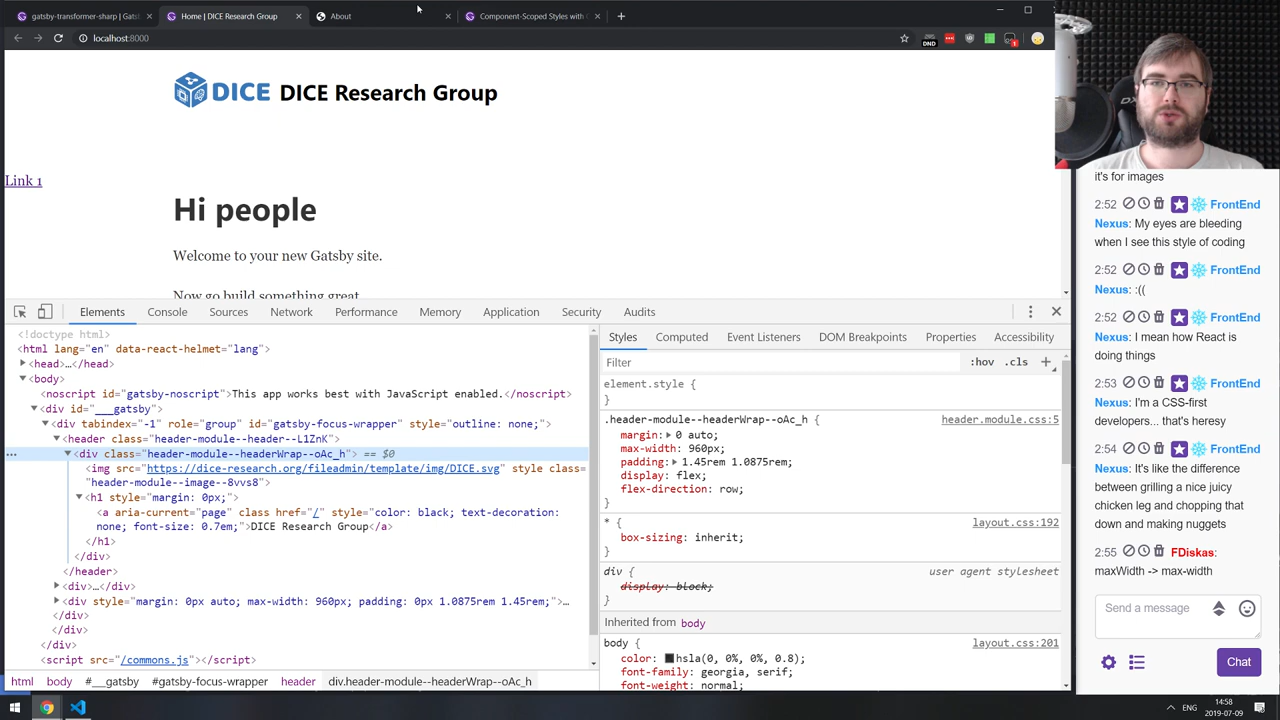 gatsby-transformer-sharp | Gats
Home | DICE Research Group
About
Component-Scoped Styles with
localhost:8000
DND
DICE DICE Research Group
Link 1
Hi people
Welcome to your new Gatsby site.
Now go build something great.
Elements Console Sources Network Performance Memory Application Security Audits
<!doctype html>
<html lang="en" data-react-helmet="lang">
<head>…</head>
<body>
<noscript id="gatsby-noscript">This app works best with JavaScript enabled.</noscript>
<div id="___gatsby">
<div tabindex="-1" role="group" id="gatsby-focus-wrapper" style="outline: none;">
<header class="header-module--header--L1ZnK">
<div class="header-module--headerWrap--oAc_h"> == $0
<img src="https://dice-research.org/fileadmin/template/img/DICE.svg" style class=
"header-module--image--8vvs8">
<h1 style="margin: 0px;">
<a aria-current="page" class href="/" style="color: black; text-decoration:
none; font-size: 0.7em;">DICE Research Group</a>
</h1>
</div>
</header>
<div>…</div>
<div style="margin: 0px auto; max-width: 960px; padding: 0px 1.0875rem 1.45rem;">…
</div>
</div>
</div>
<script src="/commons.js"></script>
html body #___gatsby #gatsby-focus-wrapper header div.header-module--headerWrap--oAc_h
Styles Computed Event Listeners DOM Breakpoints Properties Accessibility
Filter :hov .cls +
element.style {
}
.header-module--headerWrap--oAc_h { header.module.css:5
margin: 0 auto;
max-width: 960px;
padding: 1.45rem 1.0875rem;
display: flex;
flex-direction: row;
}
* { layout.css:192
box-sizing: inherit;
}
div { user agent stylesheet
display: block;
}
Inherited from body
body { layout.css:201
color: hsla(0, 0%, 0%, 0.8);
font-family: georgia, serif;
font-weight: normal;
it's for images
2:52 FrontEnd
Nexus: My eyes are bleeding
when I see this style of coding
2:52 FrontEnd
Nexus: :((
2:52 FrontEnd
Nexus: I mean how React is
doing things
2:53 FrontEnd
Nexus: I'm a CSS-first
developers... that's heresy
2:54 FrontEnd
Nexus: It's like the difference
between grilling a nice juicy
chicken leg and chopping that
down and making nuggets
2:55 FDiskas:
maxWidth -> max-width
Send a message
Chat
ENG
14:58
2019-07-09